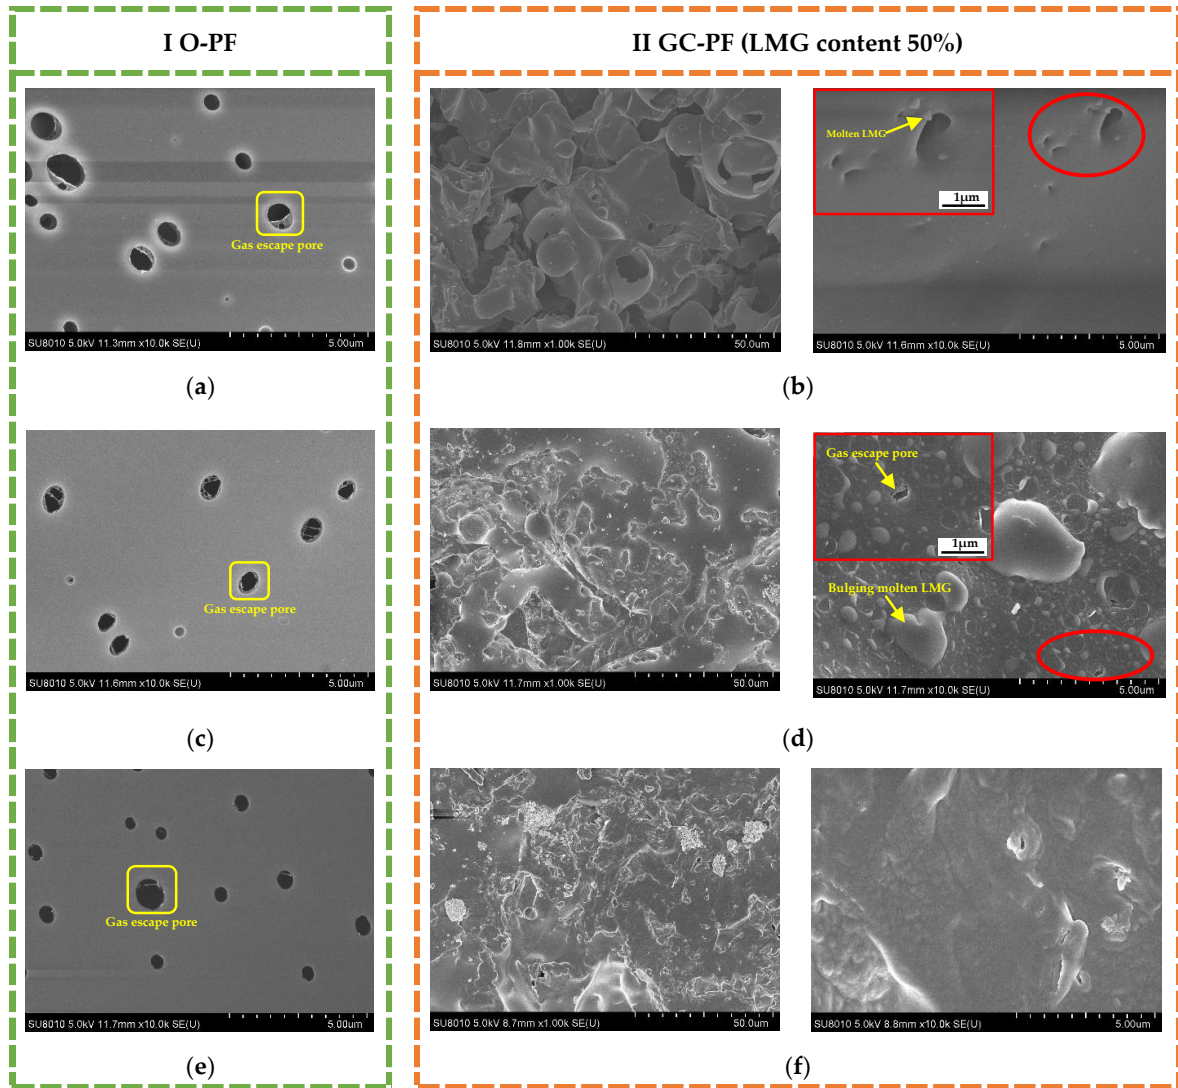 I O-PF
II GC-PF (LMG content 50%)
Gas escape pore
SU8010 5.0kV 11.3mm x10.0k SE(U)
5.00um
SU8010 5.0kV 11.8mm x1.00k SE(U)
50.0um
Molten LMG
1μm
SU8010 5.0kV 11.6mm x10.0k SE(U)
5.00um
(a)
(b)
Gas escape pore
SU8010 5.0kV 11.6mm x10.0k SE(U)
5.00um
SU8010 5.0kV 11.7mm x1.00k SE(U)
50.0um
Gas escape pore
1μm
Bulging molten LMG
SU8010 5.0kV 11.7mm x10.0k SE(U)
5.00um
(c)
(d)
Gas escape pore
SU8010 5.0kV 11.7mm x10.0k SE(U)
5.00um
SU8010 5.0kV 8.7mm x1.00k SE(U)
50.0um
SU8010 5.0kV 8.8mm x10.0k SE(U)
5.00um
(e)
(f)